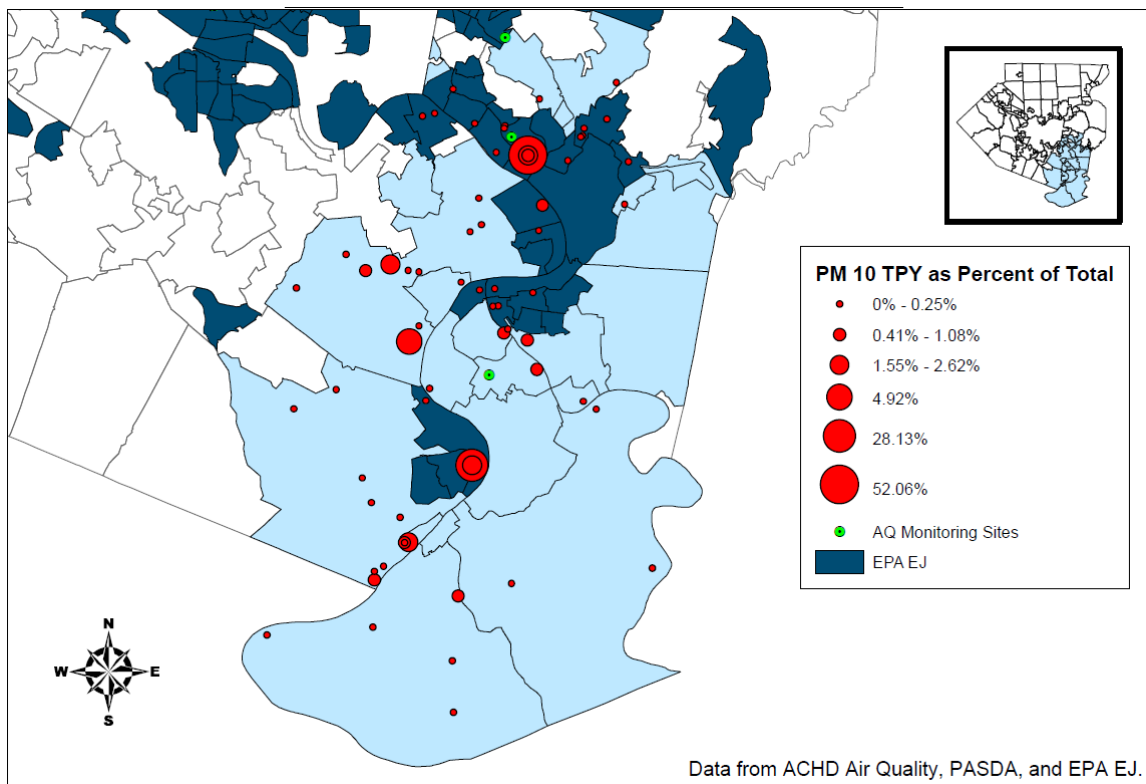 PM 10 TPY as Percent of Total
0% - 0.25%
0.41% - 1.08%
1.55% - 2.62%
4.92%
28.13%
52.06%
AQ Monitoring Sites
EPA EJ
N
W E
S
Data from ACHD Air Quality, PASDA, and EPA EJ.